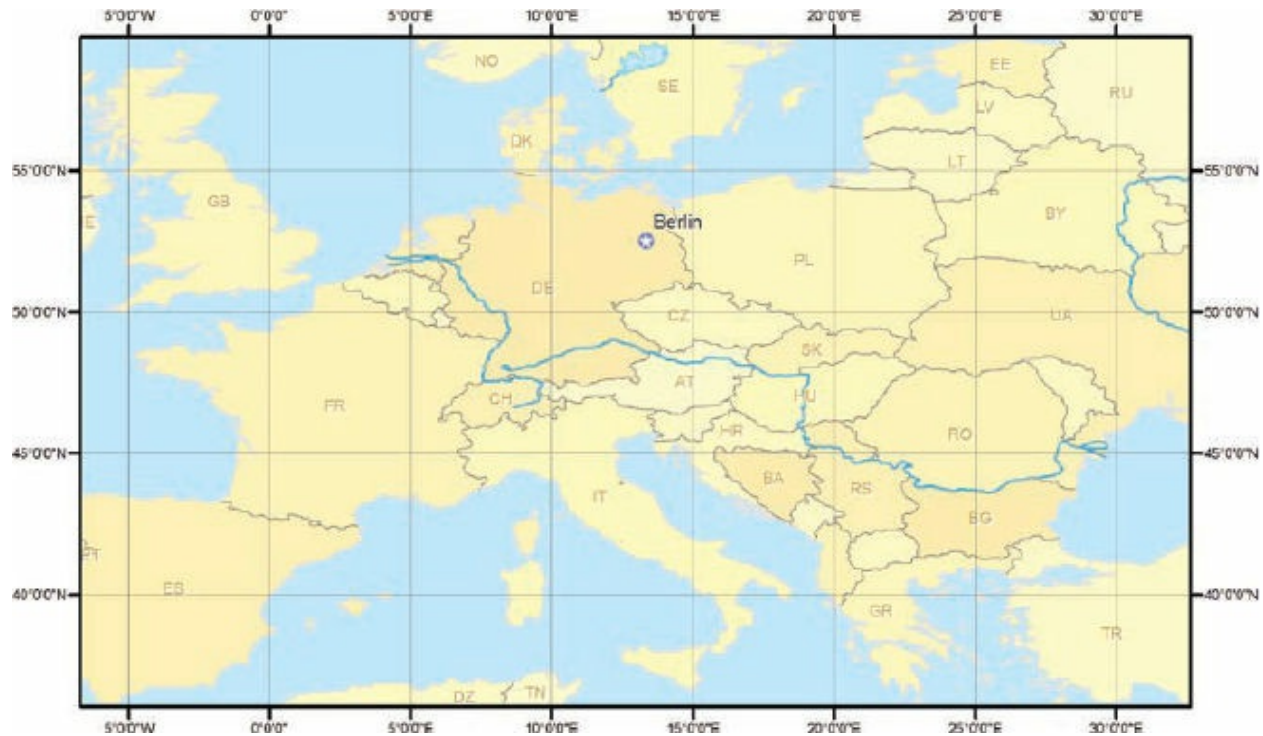 5°0'0"W 0°0'0" 5°0'0"E 10°0'0"E 15°0'0"E 20°0'0"E 25°0'0"E 30°0'0"E
NO
SE
EE
RU
LV
DK
LT
55°0'0"N 55°0'0"N
GB
BY
E
Berlin
PL
DE
50°0'0"N 50°0'0"N
CZ
UA
SK
AT
CH
HU
FR
HR
RO
45°0'0"N 45°0'0"N
BA
RS
IT
BG
PT
ES
40°0'0"N 40°0'0"N
GR
TR
DZ TN
5°0'0"W 0°0'0" 5°0'0"E 10°0'0"E 15°0'0"E 20°0'0"E 25°0'0"E 30°0'0"E